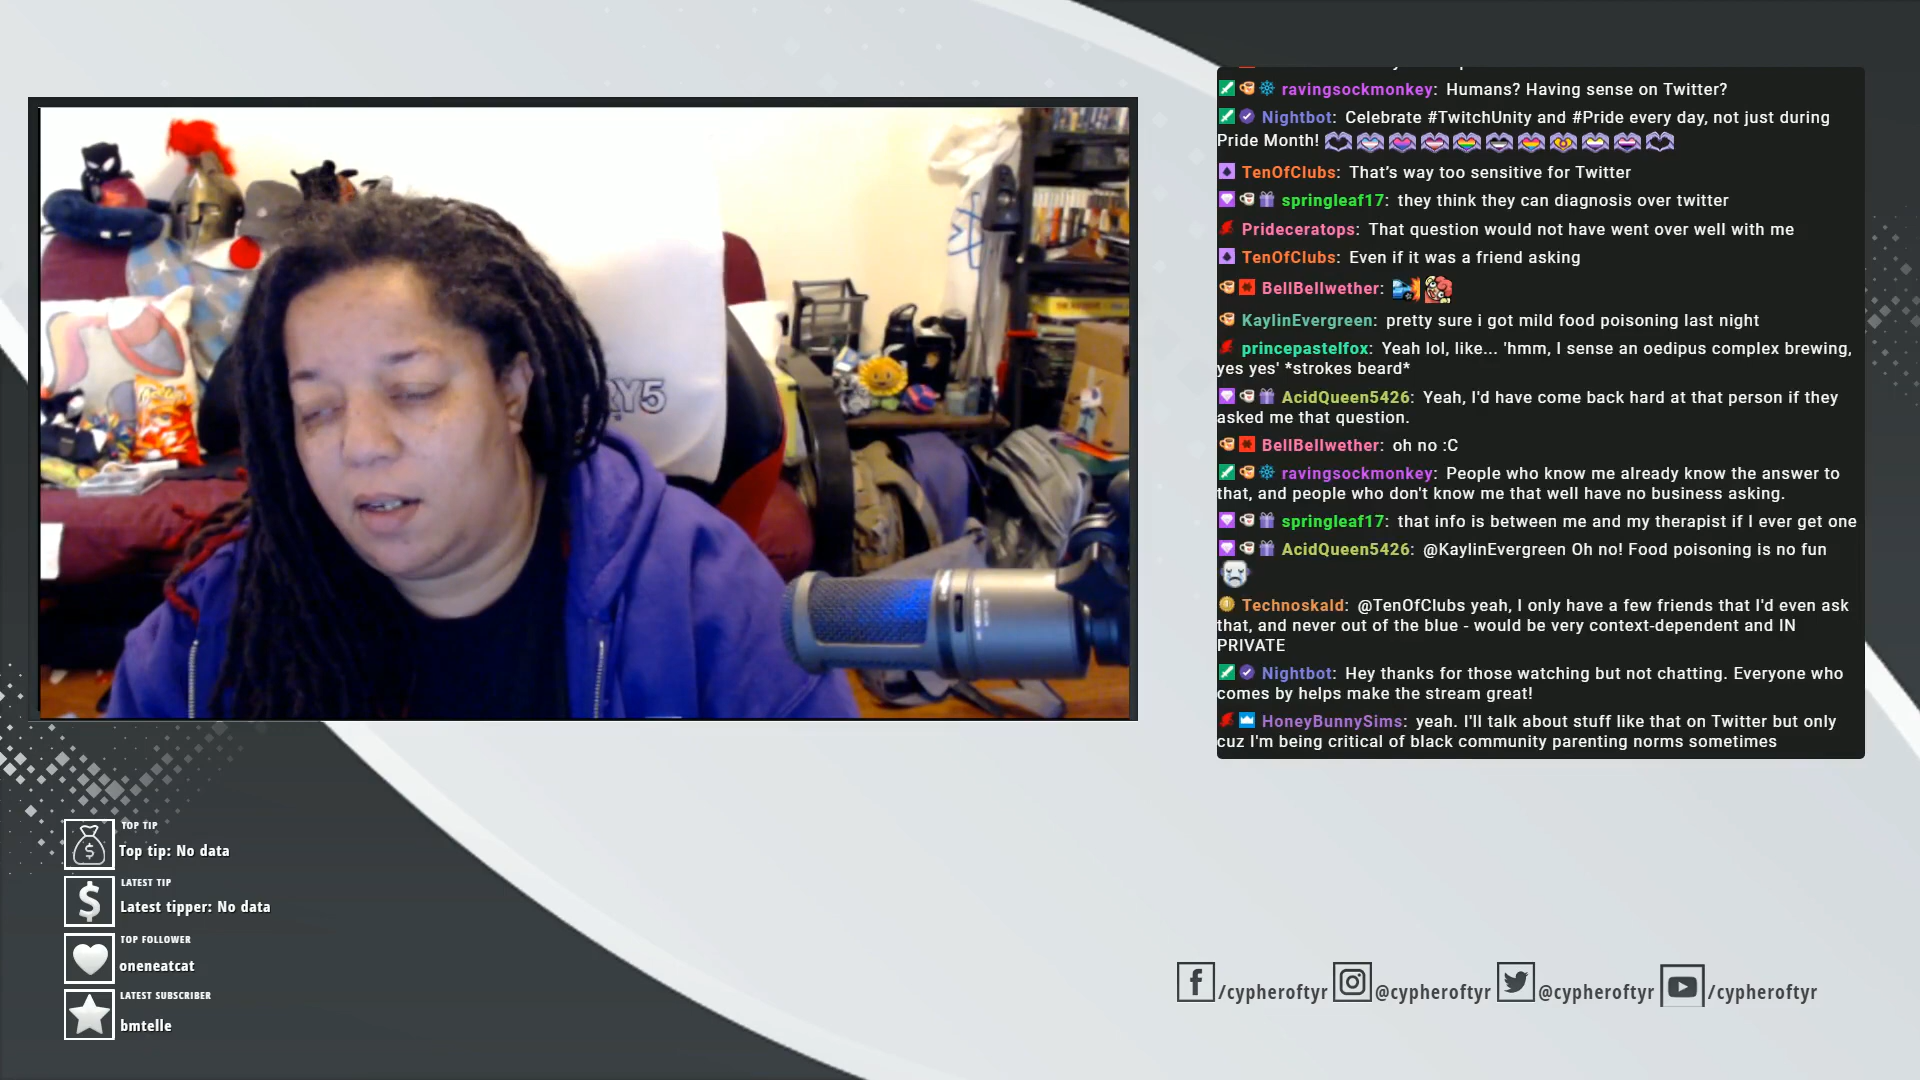 ravingsockmonkey: Humans? Having sense on Twitter?
Nightbot: Celebrate #TwitchUnity and #Pride every day, not just during
Pride Month!
TenOfClubs: That's way too sensitive for Twitter
springleaf17: they think they can diagnosis over twitter
Prideceratops: That question would not have went over well with me
TenOfClubs: Even if it was a friend asking
BellBellwether:
KaylinEvergreen: pretty sure i got mild food poisoning last night
princepastelfox: Yeah lol, like... 'hmm, I sense an oedipus complex brewing,
yes yes' *strokes beard*
AcidQueen5426: Yeah, I'd have come back hard at that person if they
asked me that question.
BellBellwether: oh no :C
ravingsockmonkey: People who know me already know the answer to
that, and people who don't know me that well have no business asking.
springleaf17: that info is between me and my therapist if I ever get one
AcidQueen5426: @KaylinEvergreen Oh no! Food poisoning is no fun
Technoskald: @TenOfClubs yeah, I only have a few friends that I'd even ask
that, and never out of the blue - would be very context-dependent and IN
PRIVATE
Nightbot: Hey thanks for those watching but not chatting. Everyone who
comes by helps make the stream great!
HoneyBunnySims: yeah. I'll talk about stuff like that on Twitter but only
cuz I'm being critical of black community parenting norms sometimes
TOP TIP
Top tip: No data
LATEST TIP
Latest tipper: No data
TOP FOLLOWER
oneneatcat
LATEST SUBSCRIBER
bmtelle
/cypheroftyr @cypheroftyr @cypheroftyr /cypheroftyr